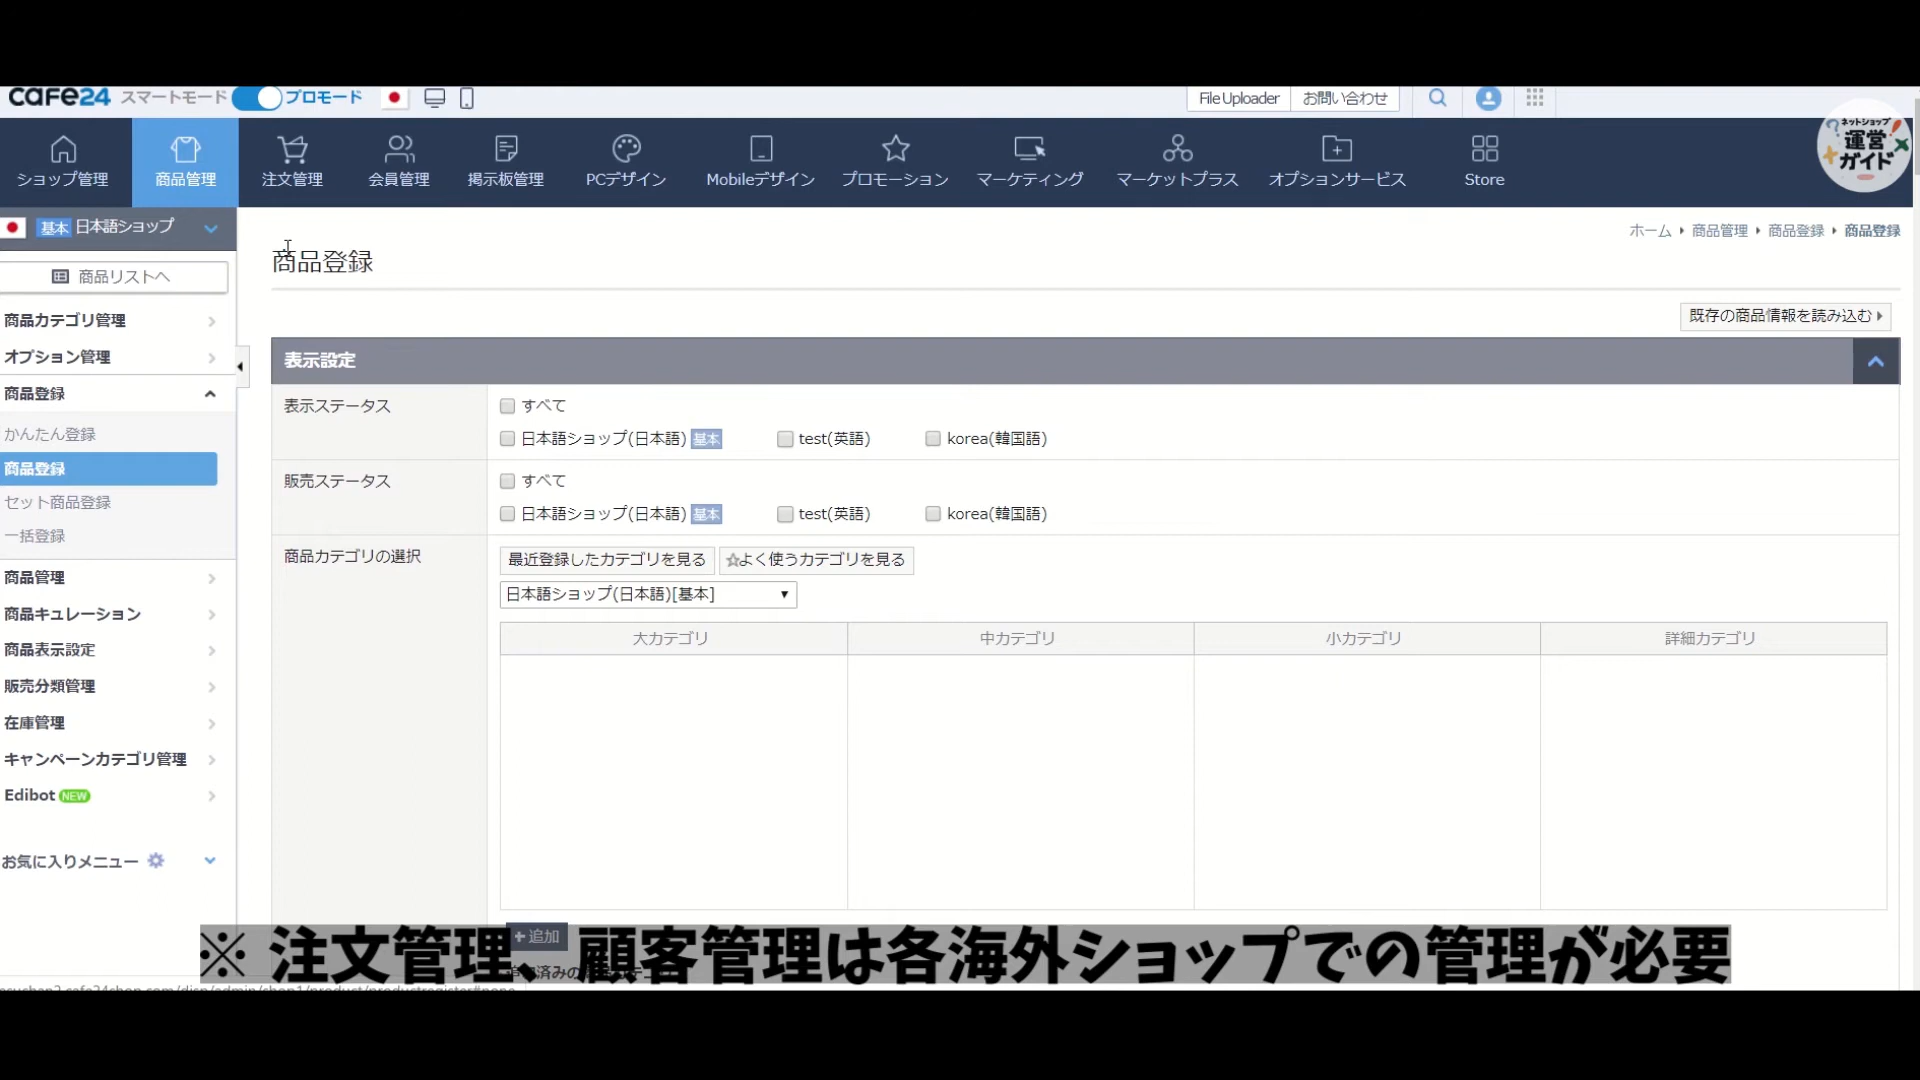 cafe24 スマートモード プロモード File Uploader お問い合わせ
ネットショップ
運営
ガイド
ショップ管理 商品管理 注文管理 会員管理 掲示板管理 PCデザイン Mobileデザイン プロモーション マーケティング マーケットプラス オプションサービス Store
基本 日本語ショップ
ホーム 商品管理 商品登録 商品登録
商品登録
商品リストへ
既存の商品情報を読み込む
商品カテゴリ管理
オプション管理
商品登録
かんたん登録
商品登録
セット商品登録
一括登録
商品管理
商品キュレーション
商品表示設定
販売分類管理
在庫管理
キャンペーンカテゴリ管理
Edibot NEW
お気に入りメニュー
表示設定
表示ステータス すべて
日本語ショップ(日本語) 基本 test(英語) korea(韓国語)
販売ステータス すべて
日本語ショップ(日本語) 基本 test(英語) korea(韓国語)
商品カテゴリの選択 最近登録したカテゴリを見る ☆よく使うカテゴリを見る
日本語ショップ(日本語)[基本]
大カテゴリ 中カテゴリ 小カテゴリ 詳細カテゴリ
+追加
※ 注文管理、顧客管理は各海外ショップでの管理が必要